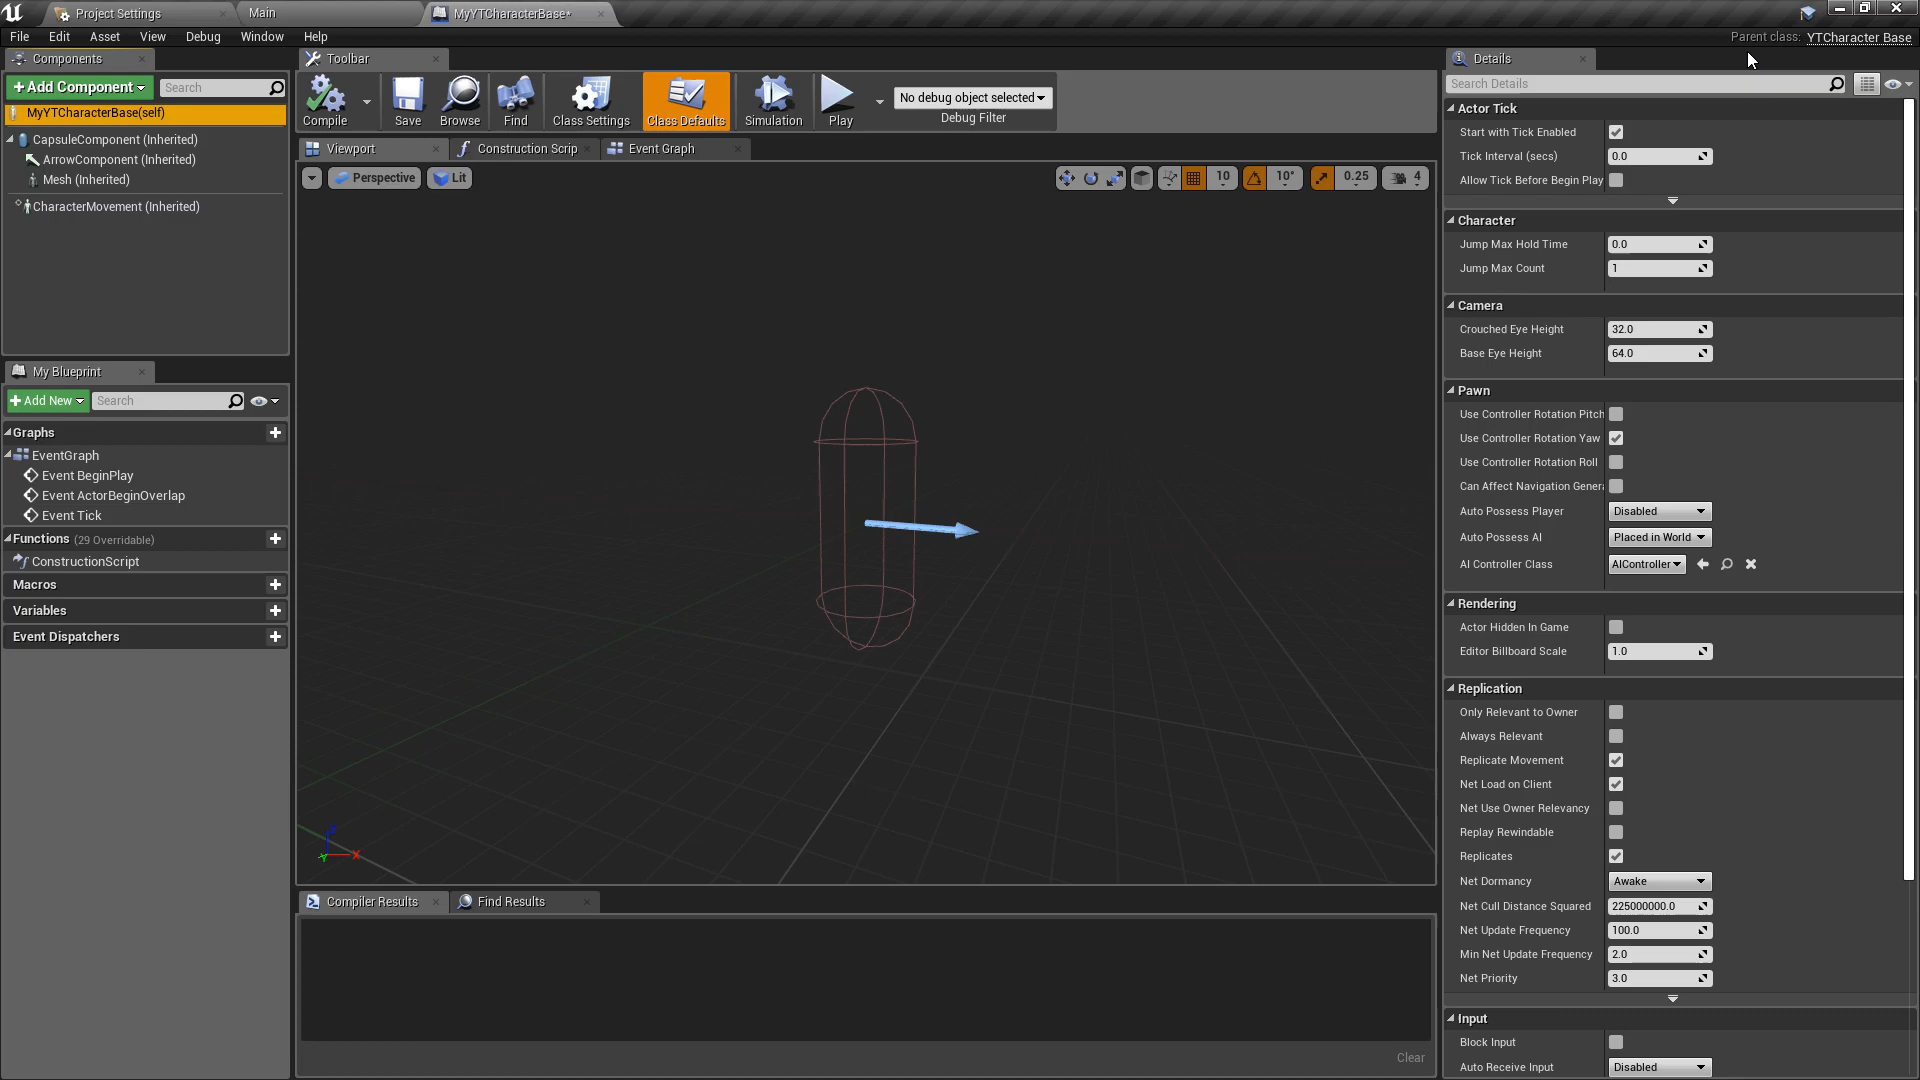 Project Settings
Main
MyYTCharacterBase*
File Edit Asset View Debug Window Help
Parent class: YTCharacter Base
Components
Add Component
Search
MyYTCharacterBase(self)
CapsuleComponent (Inherited)
ArrowComponent (Inherited)
Mesh (Inherited)
CharacterMovement (Inherited)
My Blueprint
Add New
Search
Graphs
EventGraph
Event BeginPlay
Event ActorBeginOverlap
Event Tick
Functions (29 Overridable)
ConstructionScript
Macros
Variables
Event Dispatchers
Toolbar
Compile
Save
Browse
Find
Class Settings
Class Defaults
Simulation
Play
No debug object selected
Debug Filter
Viewport
Construction Scrip
Event Graph
Perspective
Lit
10
10°
0.25
4
Z
Y
X
Compiler Results
Find Results
Clear
Details
Search Details
Actor Tick
Start with Tick Enabled
Tick Interval (secs) 0.0
Allow Tick Before Begin Play
Character
Jump Max Hold Time 0.0
Jump Max Count 1
Camera
Crouched Eye Height 32.0
Base Eye Height 64.0
Pawn
Use Controller Rotation Pitch
Use Controller Rotation Yaw
Use Controller Rotation Roll
Can Affect Navigation Genera
Auto Possess Player Disabled
Auto Possess AI Placed in World
AI Controller Class AIController
Rendering
Actor Hidden In Game
Editor Billboard Scale 1.0
Replication
Only Relevant to Owner
Always Relevant
Replicate Movement
Net Load on Client
Net Use Owner Relevancy
Replay Rewindable
Replicates
Net Dormancy Awake
Net Cull Distance Squared 225000000.0
Net Update Frequency 100.0
Min Net Update Frequency 2.0
Net Priority 3.0
Input
Block Input
Auto Receive Input Disabled